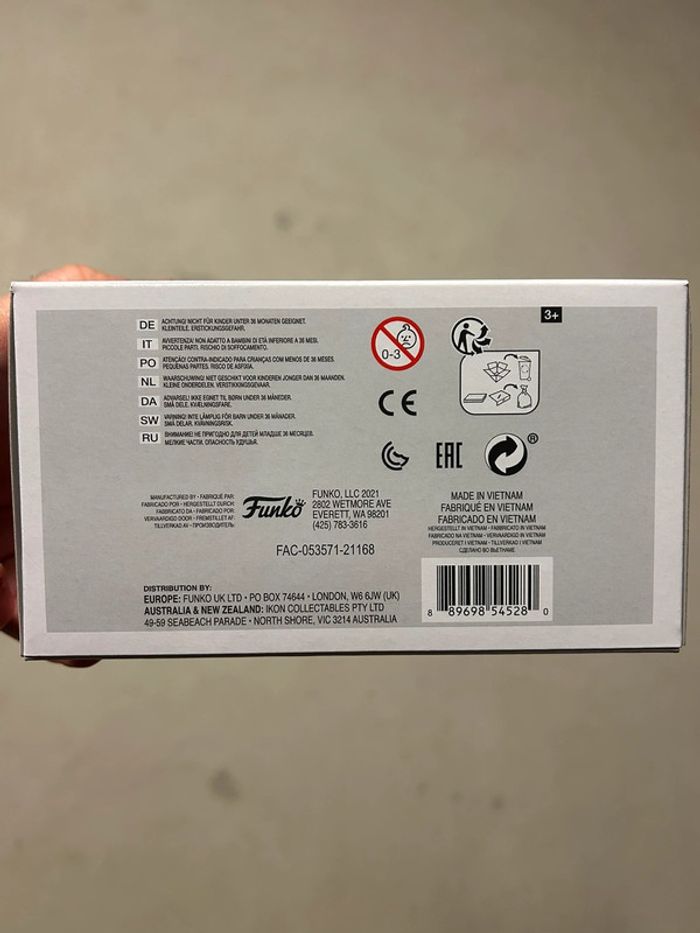 3+
DE ACHTUNG! NICHT FÜR KINDER UNTER 36 MONATEN GEEIGNET.
KLEINTEILE. ERSTICKUNGSGEFAHR.
IT AVVERTENZA! NON ADATTO A BAMBINI DI ETÀ INFERIORE A 36 MESI.
PICCOLE PARTI. RISCHIO DI SOFFOCAMENTO.
PO ATENÇÃO! CONTRA-INDICADO PARA CRIANÇAS COM MENOS DE 36 MESES.
PEQUENAS PARTES. RISCO DE ASFIXIA.
NL WAARSCHUWING! NIET GESCHIKT VOOR KINDEREN JONGER DAN 36 MAANDEN.
KLEINE ONDERDELEN. VERSTIKKINGSGEVAAR.
DA ADVARSEL! IKKE EGNET TIL BØRN UNDER 36 MÅNEDER.
SMÅ DELE. KVÆLNINGSFARE.
SW VARNING! INTE LÄMPLIG FÖR BARN UNDER 36 MÅNADER.
SMÅ DELAR. KVÄVNINGSRISK.
RU ВНИМАНИЕ! НЕ ПРИГОДНО ДЛЯ ДЕТЕЙ МЛАДШЕ 36 МЕСЯЦЕВ.
МЕЛКИЕ ЧАСТИ. ОПАСНОСТЬ УДУШЬЯ.
0-3
CE
EAC
®
MANUFACTURED BY • FABRIQUÉ PAR
FABRICADO POR • HERGESTELLT DURCH
FABBRICATO DA • FABRICADO POR:
VERVAARDIGD DOOR • FREMSTILLET AF:
TILLVERKAD AV • ПРОИЗВОДИТЕЛЬ:
Funko
FUNKO, LLC 2021
2802 WETMORE AVE
EVERETT, WA 98201
(425) 783-3616
FAC-053571-21168
MADE IN VIETNAM
FABRIQUÉ EN VIETNAM
FABRICADO EN VIETNAM
HERGESTELLT IN VIETNAM • FABBRICATO IN VIETNAM
FABRICADO NA VIETNAM • VERVAARDIGD IN VIETNAM
PRODUCERET I VIETNAM • TILLVERKAD I VIETNAM
СДЕЛАНО ВО ВЬЕТНАМЕ
DISTRIBUTION BY:
EUROPE: FUNKO UK LTD • PO BOX 74644 • LONDON, W6 6JW (UK)
AUSTRALIA & NEW ZEALAND: IKON COLLECTABLES PTY LTD
49-59 SEABEACH PARADE • NORTH SHORE, VIC 3214 AUSTRALIA
8 89698 54528 0